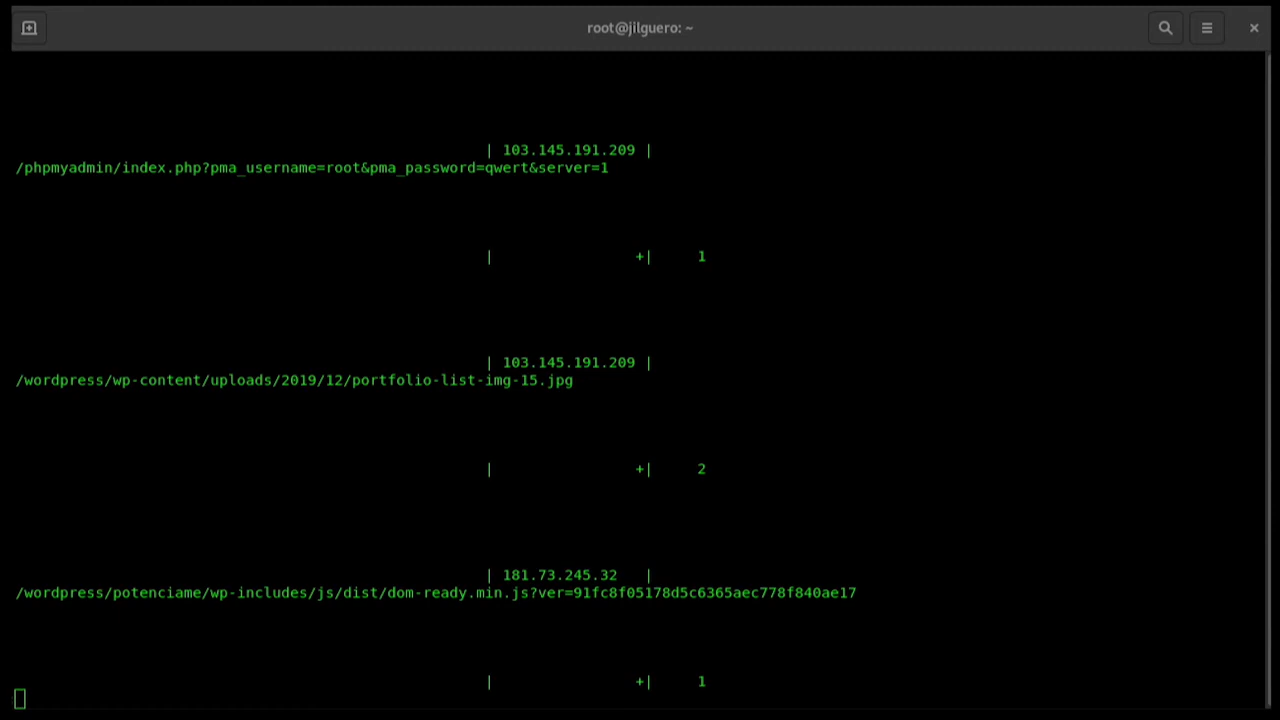 root@jilguero: ~
| 103.145.191.209 |
/phpmyadmin/index.php?pma_username=root&pma_password=qwert&server=1
| +| 1
| 103.145.191.209 |
/wordpress/wp-content/uploads/2019/12/portfolio-list-img-15.jpg
| +| 2
| 181.73.245.32 |
/wordpress/potenciame/wp-includes/js/dist/dom-ready.min.js?ver=91fc8f05178d5c6365aec778f840ae17
| +| 1